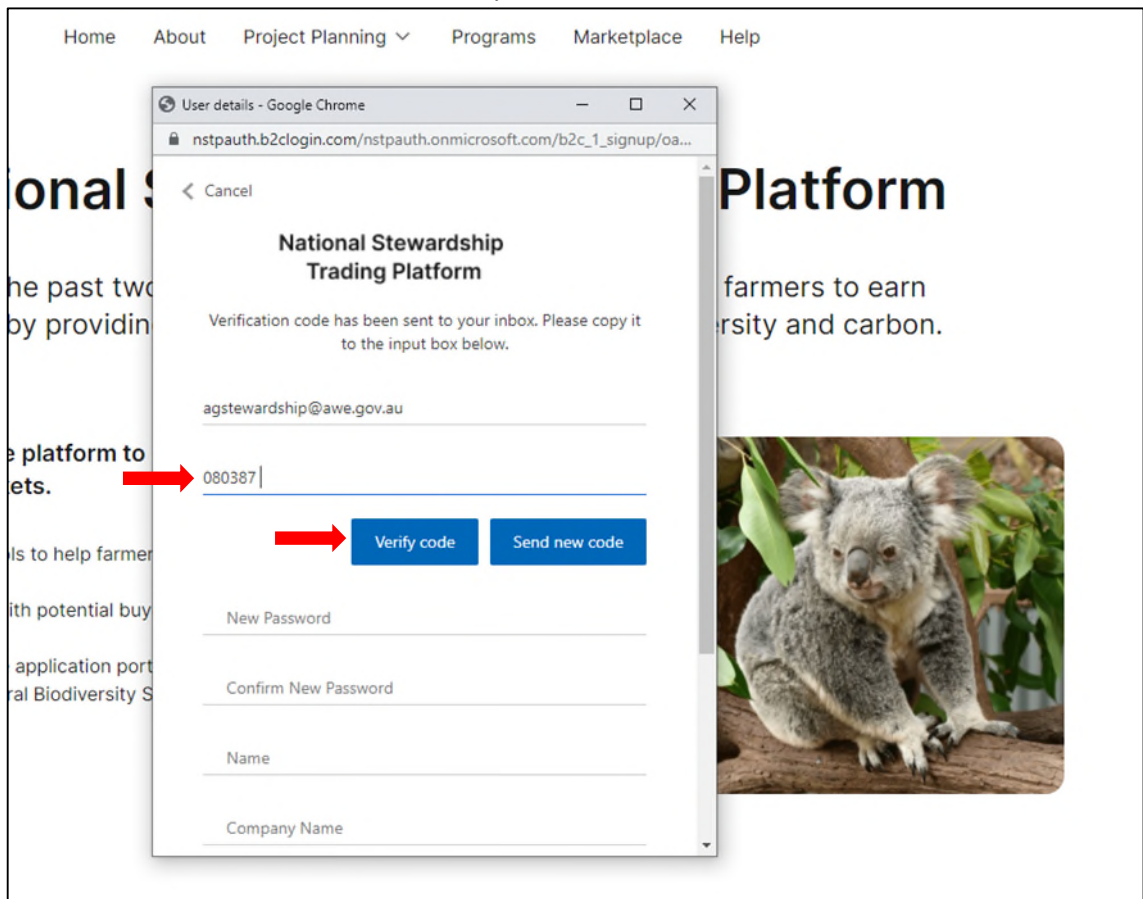 Home About Project Planning Programs Marketplace Help
User details - Google Chrome
nstpauth.b2clogin.com/nstpauth.onmicrosoft.com/b2c_1_signup/oa...
Cancel
ional Platform
National Stewardship
Trading Platform
he past two farmers to earn
by providin rsity and carbon.
Verification code has been sent to your inbox. Please copy it
to the input box below.
agstewardship@awe.gov.au
e platform to
ets.
080387
Verify code Send new code
ls to help farmer
ith potential buy
New Password
application port
ral Biodiversity S
Confirm New Password
Name
Company Name